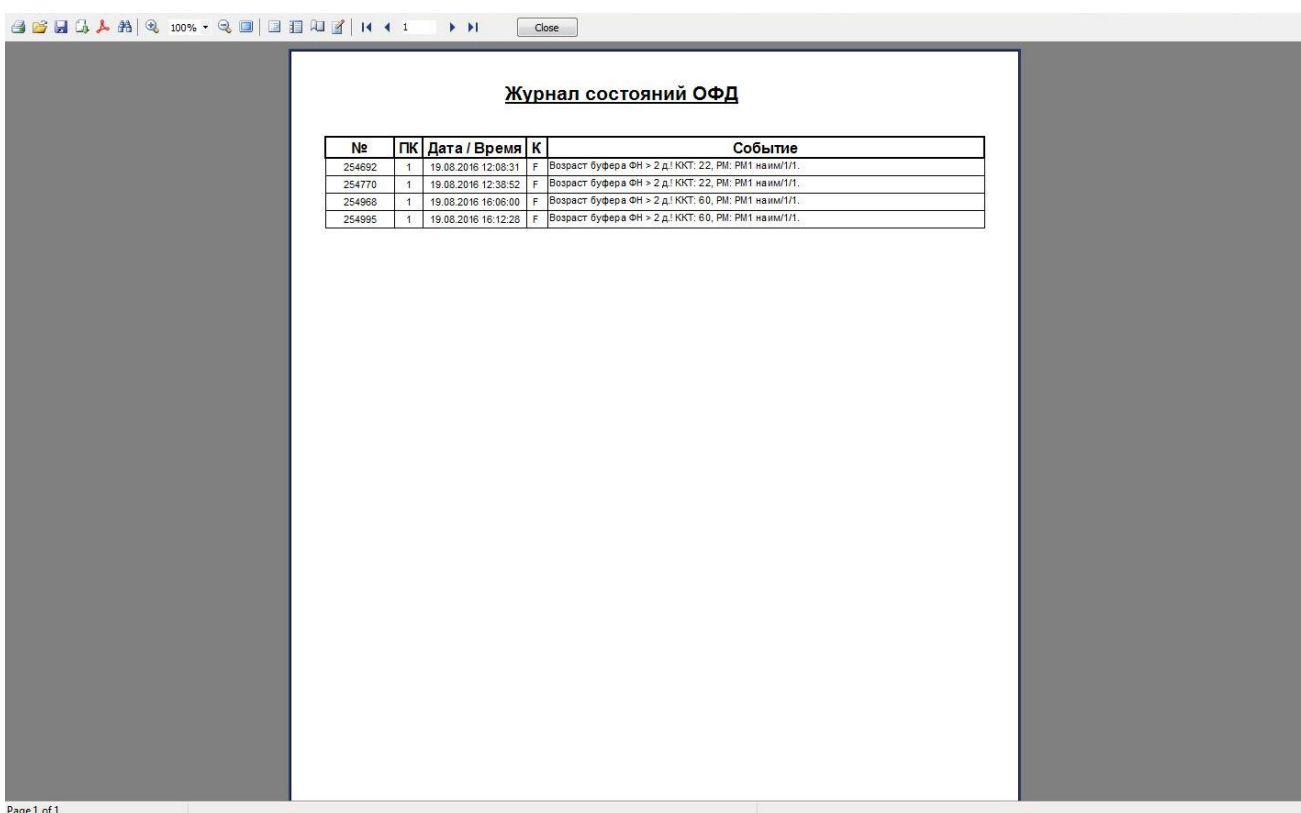 100% 1 Close
Журнал состояний ОФД
№ ПК Дата / Время К Событие
254692 1 19.08.2016 12:08:31 F Возраст буфера ФН > 2 д.! ККТ: 22, РМ: РМ1 наим/1/1.
254770 1 19.08.2016 12:38:52 F Возраст буфера ФН > 2 д.! ККТ: 22, РМ: РМ1 наим/1/1.
254968 1 19.08.2016 16:06:00 F Возраст буфера ФН > 2 д.! ККТ: 60, РМ: РМ1 наим/1/1.
254995 1 19.08.2016 16:12:28 F Возраст буфера ФН > 2 д.! ККТ: 60, РМ: РМ1 наим/1/1.
Page 1 of 1